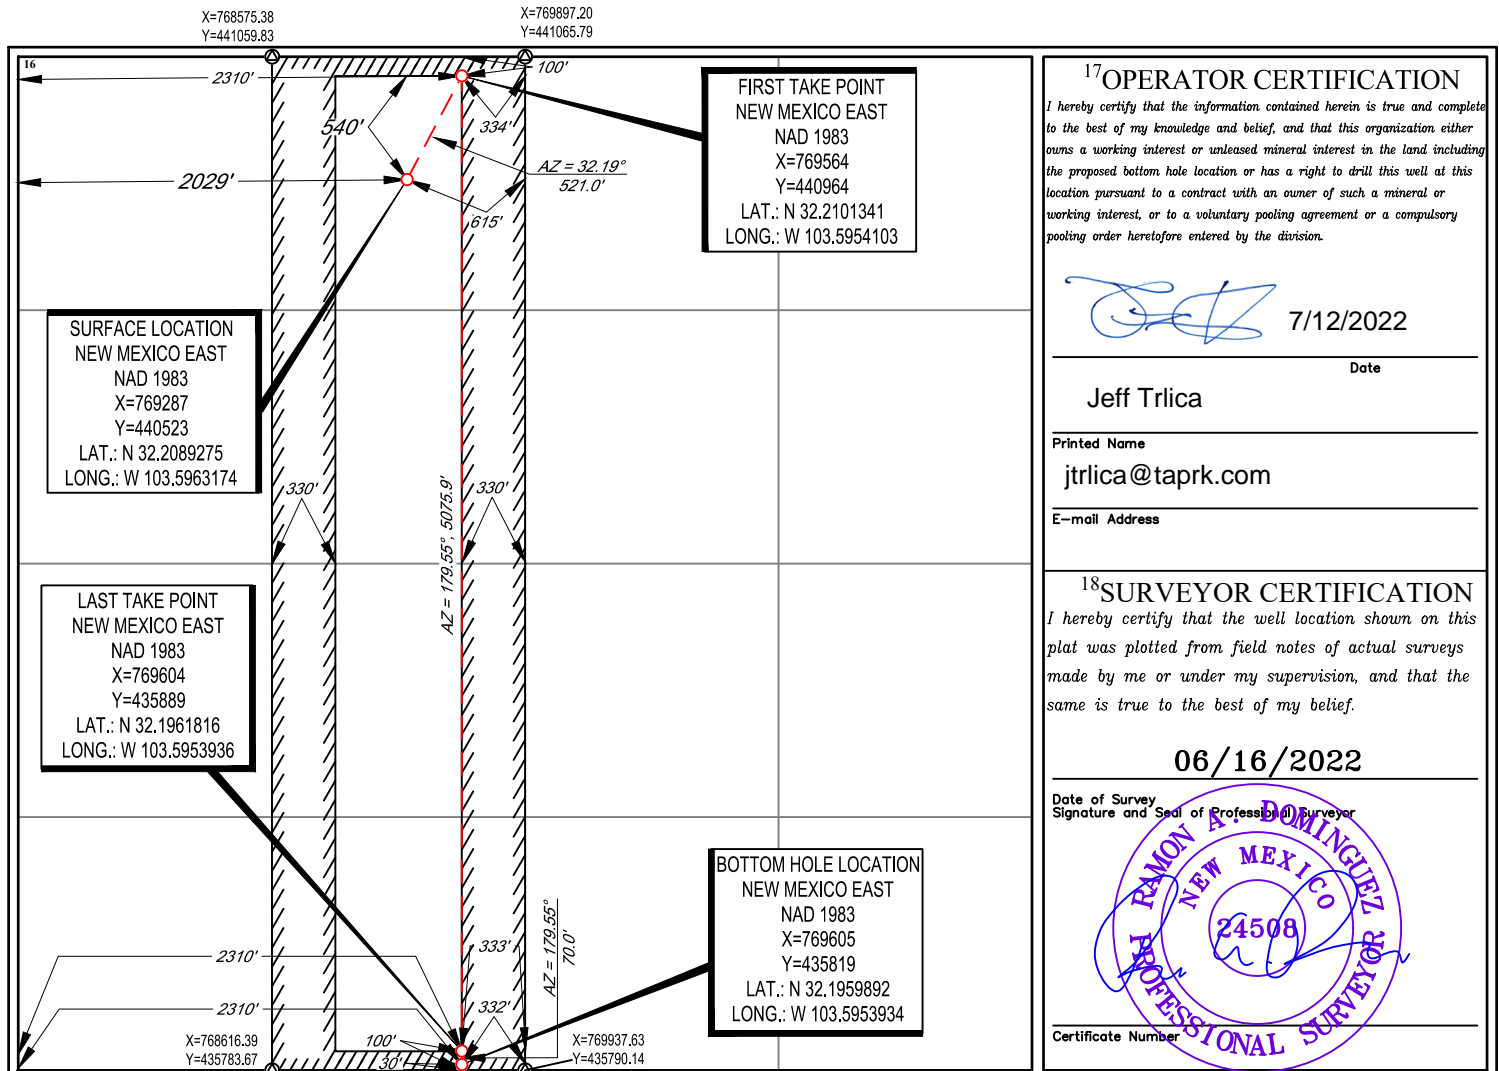 X=768575.38
Y=441059.83
X=769897.20
Y=441065.79
16
2310'
100'
540'
334'
2029'
AZ = 32.19°
521.0'
615'
FIRST TAKE POINT
NEW MEXICO EAST
NAD 1983
X=769564
Y=440964
LAT.: N 32.2101341
LONG.: W 103.5954103
SURFACE LOCATION
NEW MEXICO EAST
NAD 1983
X=769287
Y=440523
LAT.: N 32.2089275
LONG.: W 103.5963174
330'
330'
AZ = 179.55°, 5075.9'
LAST TAKE POINT
NEW MEXICO EAST
NAD 1983
X=769604
Y=435889
LAT.: N 32.1961816
LONG.: W 103.5953936
BOTTOM HOLE LOCATION
NEW MEXICO EAST
NAD 1983
X=769605
Y=435819
LAT.: N 32.1959892
LONG.: W 103.5953934
2310'
333'
AZ = 179.55°
70.0'
2310'
332'
X=768616.39
Y=435783.67
100'
30'
X=769937.63
Y=435790.14
17 OPERATOR CERTIFICATION
I hereby certify that the information contained herein is true and complete
to the best of my knowledge and belief, and that this organization either
owns a working interest or unleased mineral interest in the land including
the proposed bottom hole location or has a right to drill this well at this
location pursuant to a contract with an owner of such a mineral or
working interest, or to a voluntary pooling agreement or a compulsory
pooling order heretofore entered by the division.
7/12/2022
Date
Jeff Trlica
Printed Name
jtrlica@taprk.com
E-mail Address
18 SURVEYOR CERTIFICATION
I hereby certify that the well location shown on this
plat was plotted from field notes of actual surveys
made by me or under my supervision, and that the
same is true to the best of my belief.
06/16/2022
Date of Survey
Signature and Seal of Professional Surveyor
RAMON A. DOMINGUEZ
NEW MEXICO
24508
PROFESSIONAL SURVEYOR
Certificate Number